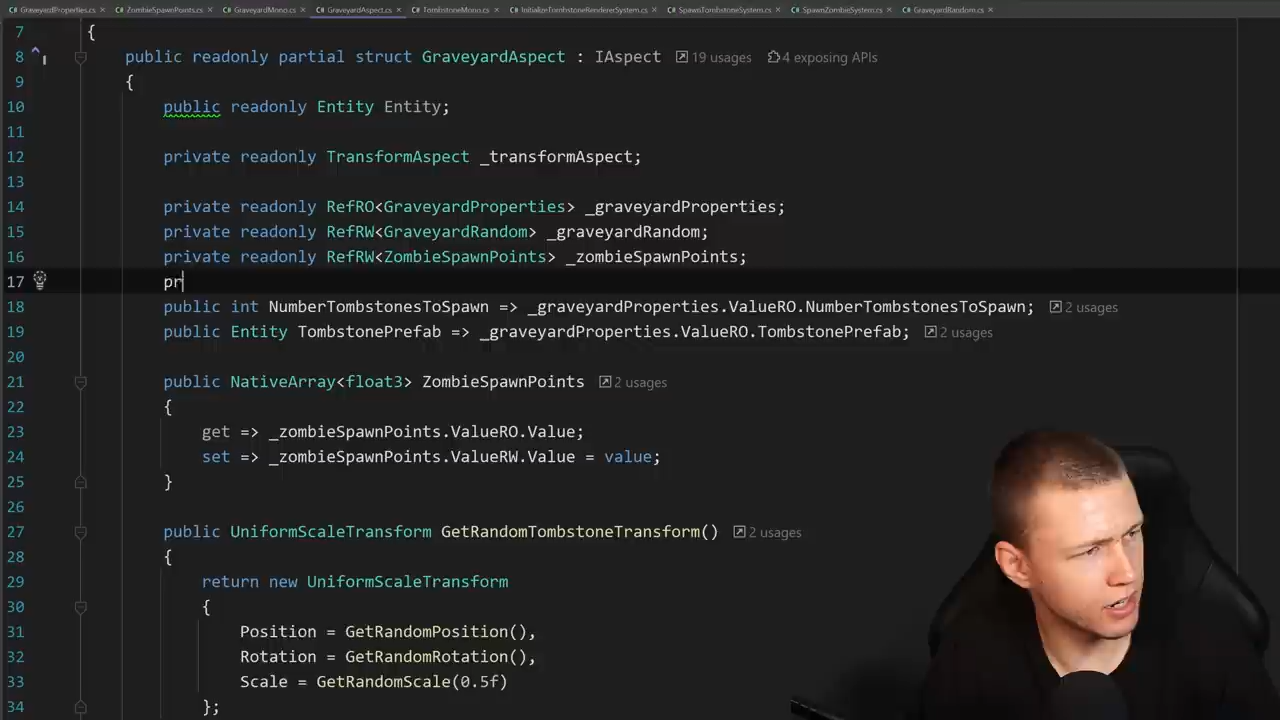 GraveyardProperties.cs × ZombieSpawnPoints.cs × GraveyardMono.cs × GraveyardAspect.cs × TombstoneMono.cs × InitializeTombstoneRendererSystem.cs × SpawnTombstoneSystem.cs × SpawnZombieSystem.cs × GraveyardRandom.cs ×
7 {
8 public readonly partial struct GraveyardAspect : IAspect 19 usages 4 exposing APIs
9 {
10 public readonly Entity Entity;
11
12 private readonly TransformAspect _transformAspect;
13
14 private readonly RefRO<GraveyardProperties> _graveyardProperties;
15 private readonly RefRW<GraveyardRandom> _graveyardRandom;
16 private readonly RefRW<ZombieSpawnPoints> _zombieSpawnPoints;
17 pr
18 public int NumberTombstonesToSpawn => _graveyardProperties.ValueRO.NumberTombstonesToSpawn; 2 usages
19 public Entity TombstonePrefab => _graveyardProperties.ValueRO.TombstonePrefab; 2 usages
20
21 public NativeArray<float3> ZombieSpawnPoints 2 usages
22 {
23 get => _zombieSpawnPoints.ValueRO.Value;
24 set => _zombieSpawnPoints.ValueRW.Value = value;
25 }
26
27 public UniformScaleTransform GetRandomTombstoneTransform() 2 usages
28 {
29 return new UniformScaleTransform
30 {
31 Position = GetRandomPosition(),
32 Rotation = GetRandomRotation(),
33 Scale = GetRandomScale(0.5f)
34 };